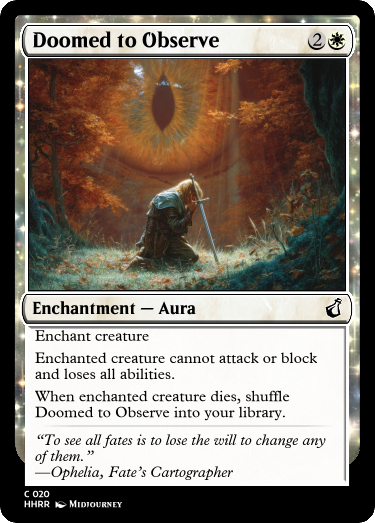 Doomed to Observe 2
Enchantment — Aura
Enchant creature
Enchanted creature cannot attack or block
and loses all abilities.
When enchanted creature dies, shuffle
Doomed to Observe into your library.
“To see all fates is to lose the will to change any
of them.”
—Ophelia, Fate’s Cartographer
C 020
HHRR MIDJOURNEY